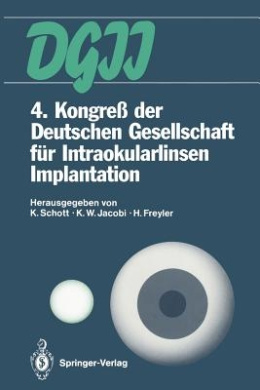 DGII
4. Kongreß der
Deutschen Gesellschaft
für Intraokularlinsen
Implantation
Herausgegeben von
K. Schott · K. W. Jacobi · H. Freyler
Springer-Verlag